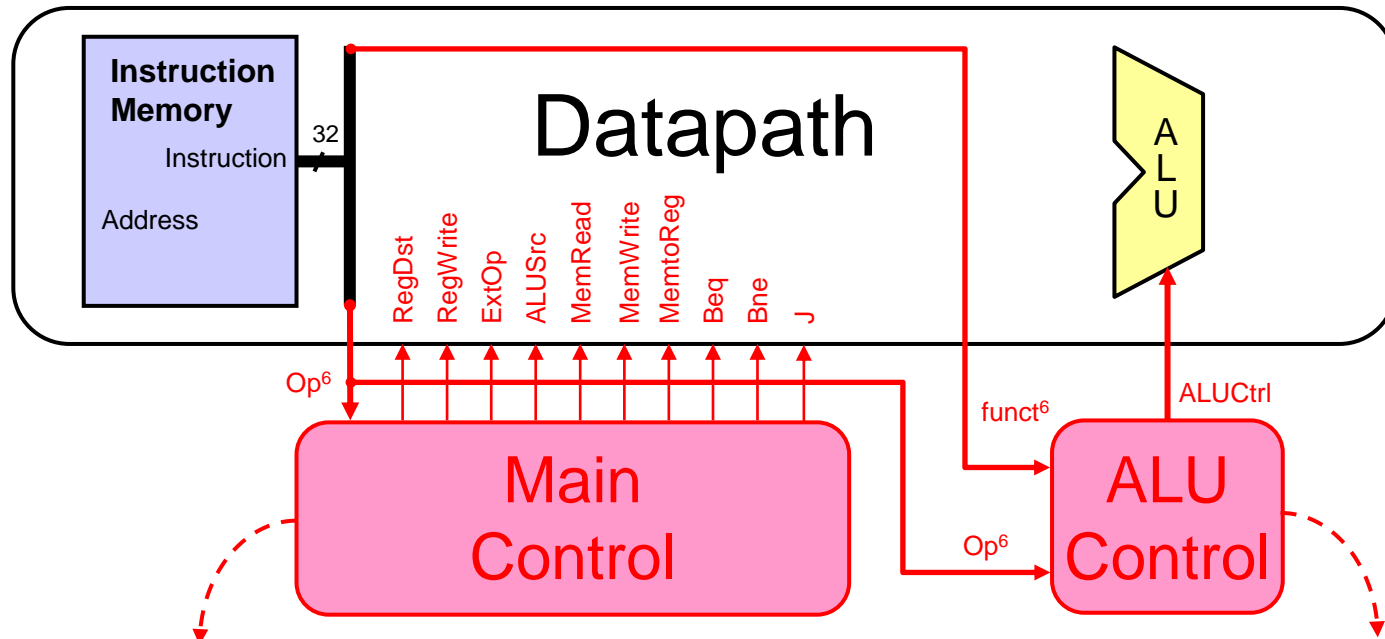 Instruction
Memory
Instruction
Address
32
Datapath
A
L
U
RegDst
RegWrite
ExtOp
ALUSrc
MemRead
MemWrite
MemtoReg
Beq
Bne
J
Op⁶
funct⁶
ALUCtrl
Main
Control
Op⁶
ALU
Control